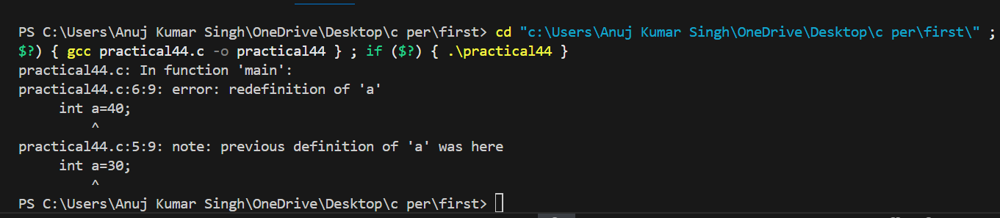 PS C:\Users\Anuj Kumar Singh\OneDrive\Desktop\c per\first> cd "c:\Users\Anuj Kumar Singh\OneDrive\Desktop\c per\first\" ;
$?) { gcc practical44.c -o practical44 } ; if ($?) { .\practical44 }
practical44.c: In function 'main':
practical44.c:6:9: error: redefinition of 'a'
     int a=40;
         ^
practical44.c:5:9: note: previous definition of 'a' was here
     int a=30;
         ^
PS C:\Users\Anuj Kumar Singh\OneDrive\Desktop\c per\first>